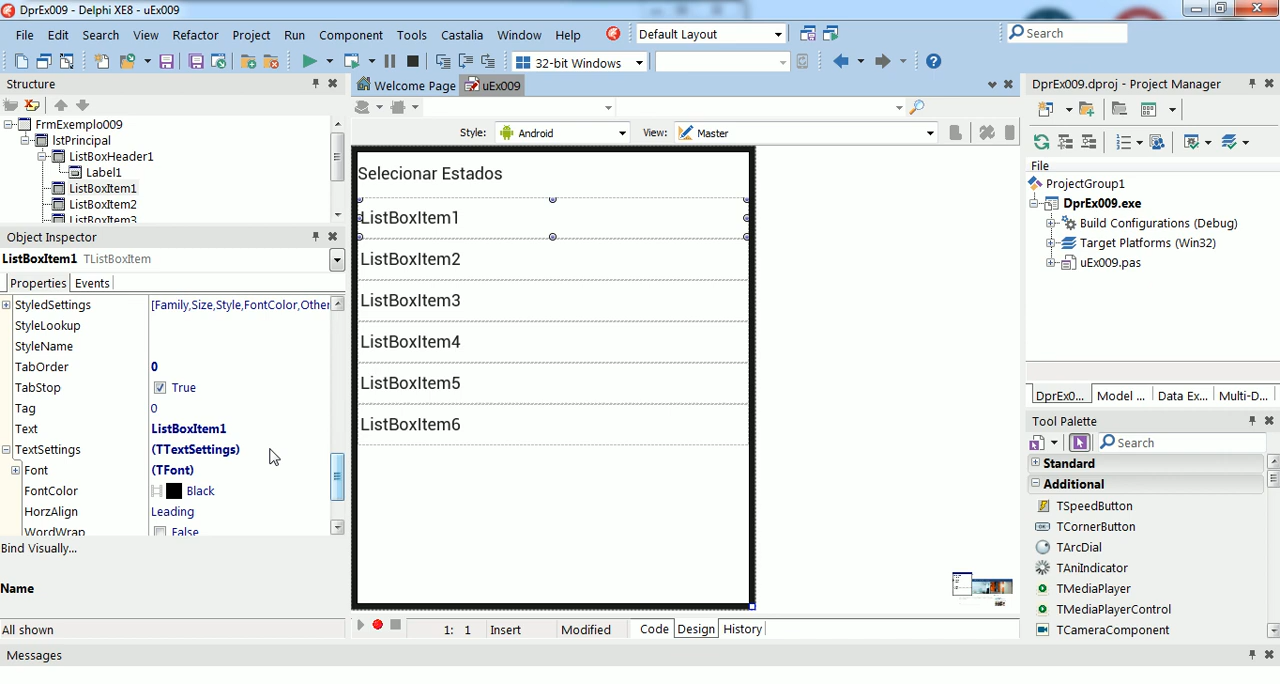 DprEx009 - Delphi XE8 - uEx009
File Edit Search View Refactor Project Run Component Tools Castalia Window Help Default Layout Search
32-bit Windows
Structure
FrmExemplo009
lstPrincipal
ListBoxHeader1
Label1
ListBoxItem1
ListBoxItem2
ListBoxItem3
Object Inspector
ListBoxItem1 TListBoxItem
Properties Events
StyledSettings [Family,Size,Style,FontColor,Other
StyleLookup
StyleName
TabOrder 0
TabStop True
Tag 0
Text ListBoxItem1
TextSettings (TTextSettings)
Font (TFont)
FontColor Black
HorzAlign Leading
WordWrap False
Bind Visually...
Name
All shown
Welcome Page uEx009
Style: Android View: Master
Selecionar Estados
ListBoxItem1
ListBoxItem2
ListBoxItem3
ListBoxItem4
ListBoxItem5
ListBoxItem6
1: 1 Insert Modified Code Design History
DprEx009.dproj - Project Manager
File
ProjectGroup1
DprEx009.exe
Build Configurations (Debug)
Target Platforms (Win32)
uEx009.pas
DprEx0... Model ... Data Ex... Multi-D...
Tool Palette
Search
Standard
Additional
TSpeedButton
TCornerButton
TArcDial
TAniIndicator
TMediaPlayer
TMediaPlayerControl
TCameraComponent
Messages